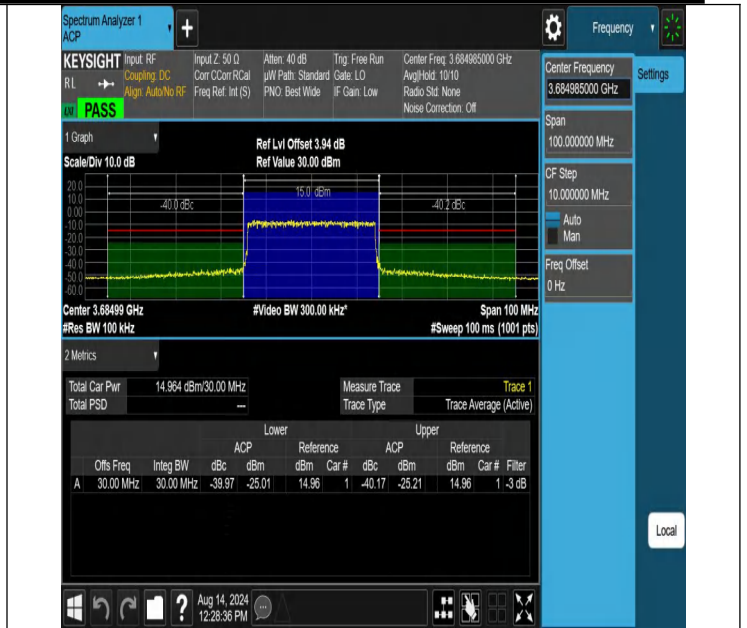 Spectrum Analyzer 1
ACP
+
Frequency
KEYSIGHT Input: RF Input Z: 50 Ω Atten: 40 dB Trig: Free Run Center Freq: 3.684985000 GHz
RL Coupling: DC Corr CCorr RCal µW Path: Standard Gate: LO Avg|Hold: 10/10
Align: Auto/No RF Freq Ref: Int (S) PNO: Best Wide IF Gain: Low Radio Std: None
PASS Noise Correction: Off
Center Frequency
3.684985000 GHz
Settings
Span
100.000000 MHz
CF Step
10.000000 MHz
Auto
Man
Freq Offset
0 Hz
1 Graph
Ref Lvl Offset 3.94 dB
Scale/Div 10.0 dB Ref Value 30.00 dBm
20.0
10.0
0.00
-10.0
-20.0
-30.0
-40.0
-50.0
-60.0
-40.0 dBc 15.0 dBm -40.2 dBc
Center 3.68499 GHz #Video BW 300.00 kHz* Span 100 MHz
#Res BW 100 kHz #Sweep 100 ms (1001 pts)
2 Metrics
Total Car Pwr 14.964 dBm/30.00 MHz Measure Trace Trace 1
Total PSD --- Trace Type Trace Average (Active)
Lower Upper
ACP Reference ACP Reference
Offs Freq Integ BW dBc dBm dBm Car # dBc dBm dBm Car # Filter
A 30.00 MHz 30.00 MHz -39.97 -25.01 14.96 1 -40.17 -25.21 14.96 1 -3 dB
Local
? Aug 14, 2024
12:28:36 PM